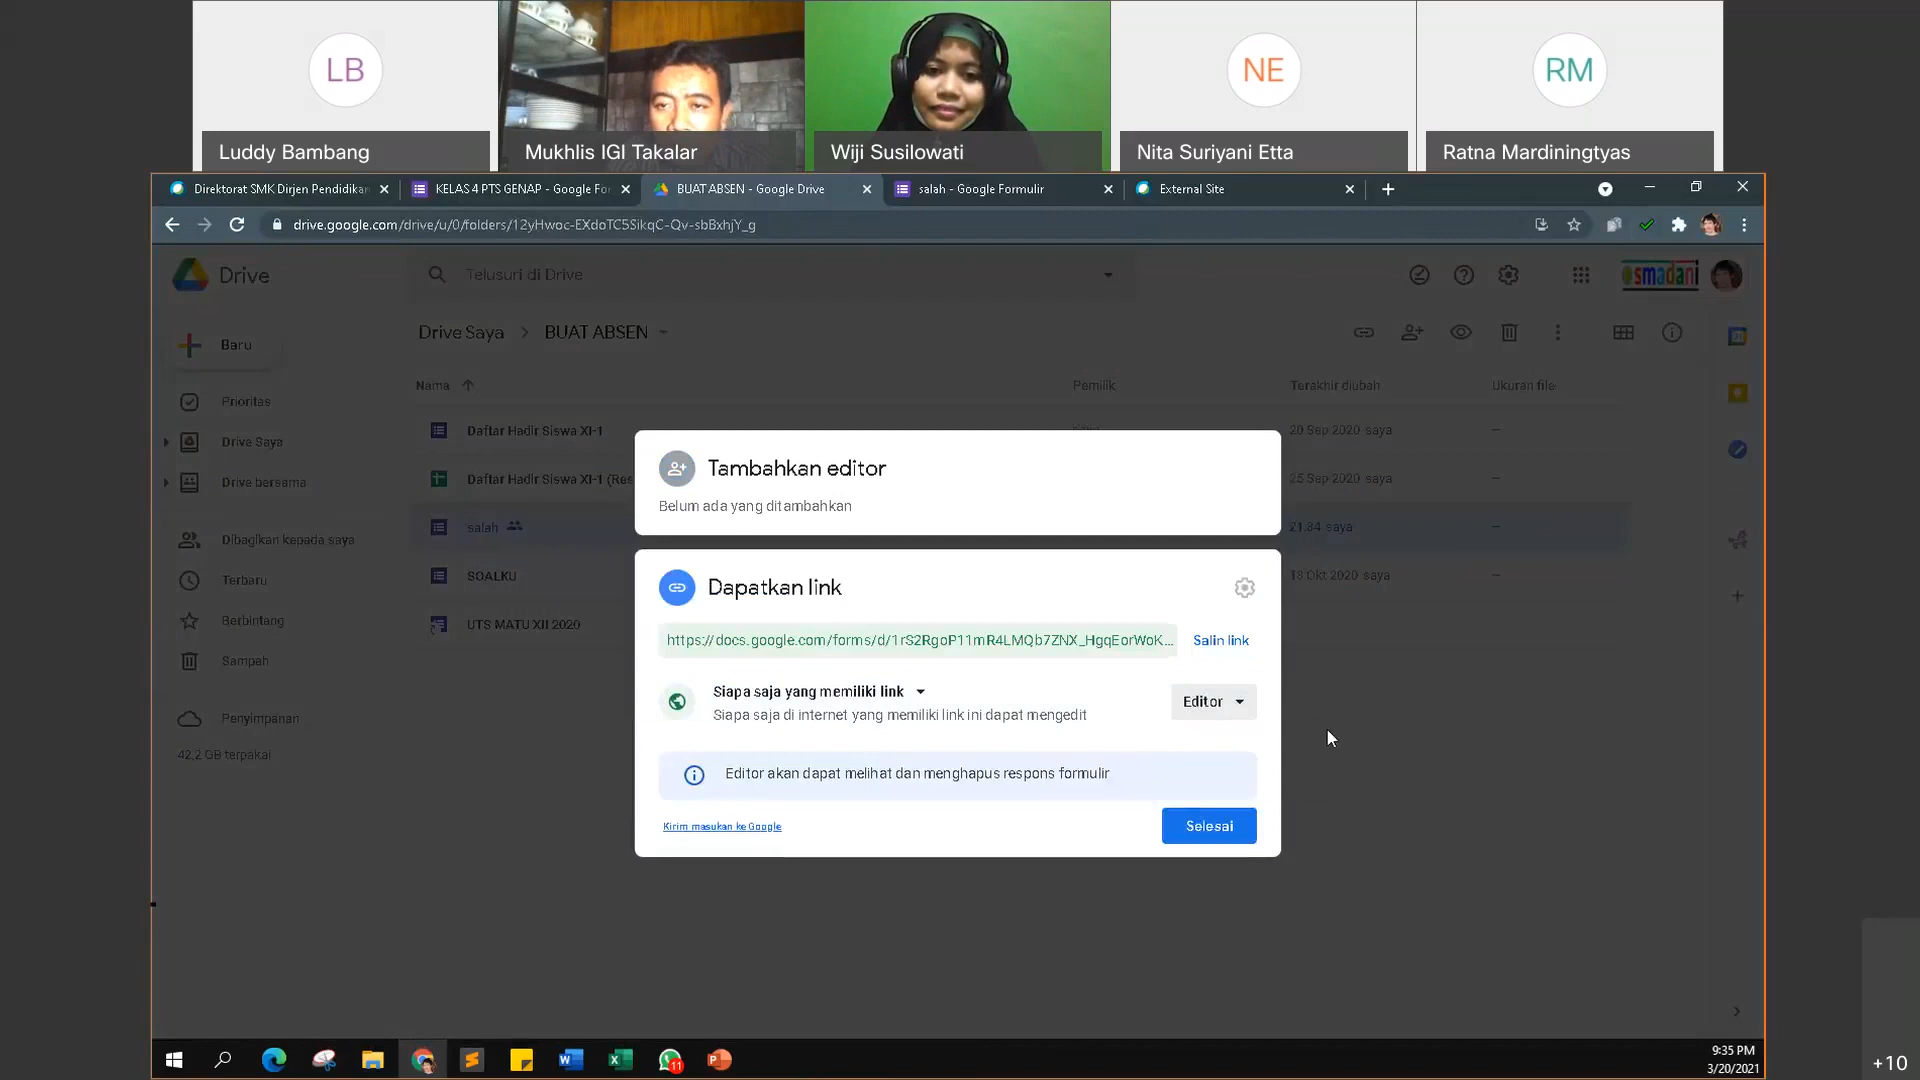 LB
NE
RM
Luddy Bambang
Mukhlis IGI Takalar
Wiji Susilowati
Nita Suriyani Etta
Ratna Mardiningtyas
Direktorat SMK Dirjen Pendidikan
KELAS 4 PTS GENAP - Google For
BUAT ABSEN - Google Drive
salah - Google Formulir
External Site
drive.google.com/drive/u/0/folders/12yHwoc-EXdoTC5SikqC-Qv-sbBxhjY_g
Drive
Telusuri di Drive
smadani
Baru
Drive Saya > BUAT ABSEN
Nama
Pemilik
Terakhir diubah
Ukuran file
Prioritas
Drive Saya
Drive bersama
Dibagikan kepada saya
Terbaru
Berbintang
Sampah
Penyimpanan
42,2 GB terpakai
Daftar Hadir Siswa XI-1
20 Sep 2020 saya
–
Daftar Hadir Siswa XI-1 (Res
25 Sep 2020 saya
–
salah
21.34 saya
–
SOALKU
18 Okt 2020 saya
–
UTS MATU XII 2020
Tambahkan editor
Belum ada yang ditambahkan
Dapatkan link
https://docs.google.com/forms/d/1rS2RgoP11mR4LMQb7ZNX_HgqEorWoK...
Salin link
Siapa saja yang memiliki link
Siapa saja di internet yang memiliki link ini dapat mengedit
Editor
Editor akan dapat melihat dan menghapus respons formulir
Kirim masukan ke Google
Selesai
11
9:35 PM
3/20/2021
+10